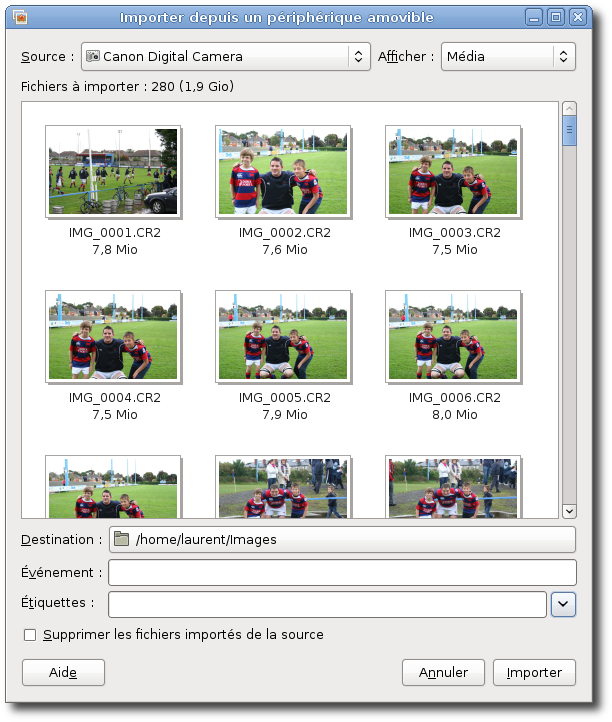 Importer depuis un périphérique amovible
Source : Canon Digital Camera Afficher : Média
Fichiers à importer : 280 (1,9 Gio)
IMG_0001.CR2 IMG_0002.CR2 IMG_0003.CR2
7,8 Mio 7,6 Mio 7,5 Mio
IMG_0004.CR2 IMG_0005.CR2 IMG_0006.CR2
7,5 Mio 7,9 Mio 8,0 Mio
Destination : /home/laurent/Images
Événement :
Étiquettes :
Supprimer les fichiers importés de la source
Aide Annuler Importer